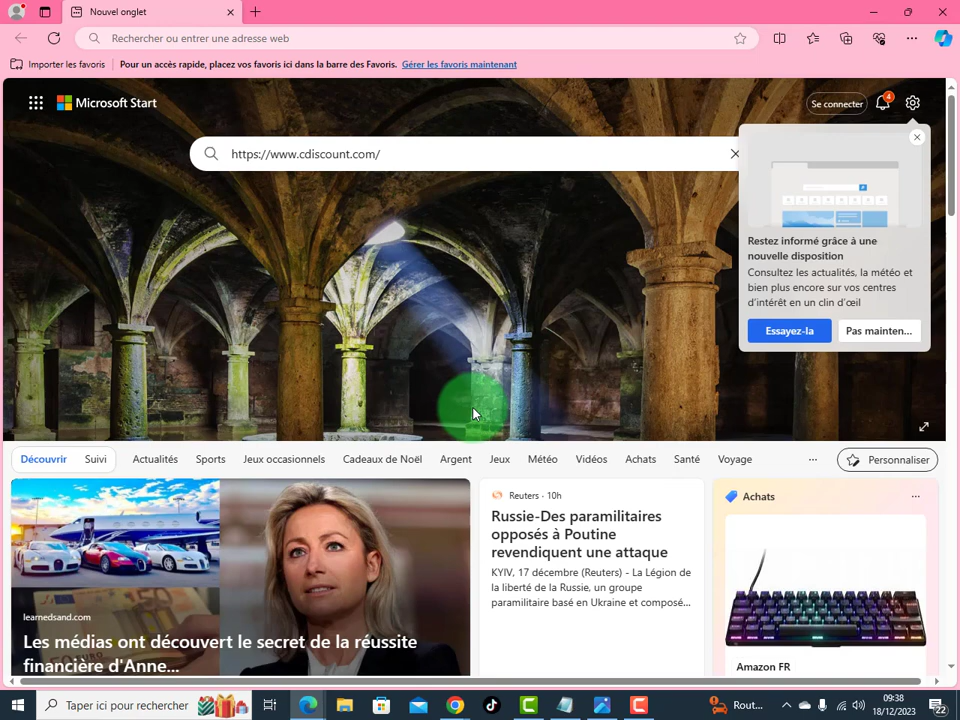 Nouvel onglet
Rechercher ou entrer une adresse web
Importer les favoris
Pour un accès rapide, placez vos favoris ici dans la barre des Favoris. Gérer les favoris maintenant
Microsoft Start
Se connecter
4
https://www.cdiscount.com/
Restez informé grâce à une
nouvelle disposition
Consultez les actualités, la météo et
bien plus encore sur vos centres
d'intérêt en un clin d'œil
Essayez-la
Pas mainten...
Découvrir Suivi Actualités Sports Jeux occasionnels Cadeaux de Noël Argent Jeux Météo Vidéos Achats Santé Voyage ... Personnaliser
learnedsand.com
Les médias ont découvert le secret de la réussite
financière d'Anne...
Reuters · 10h
Russie-Des paramilitaires
opposés à Poutine
revendiquent une attaque
KYIV, 17 décembre (Reuters) - La Légion de
la liberté de la Russie, un groupe
paramilitaire basé en Ukraine et composé...
Achats
Amazon FR
Taper ici pour rechercher
Rout...
09:38
18/12/2023
22